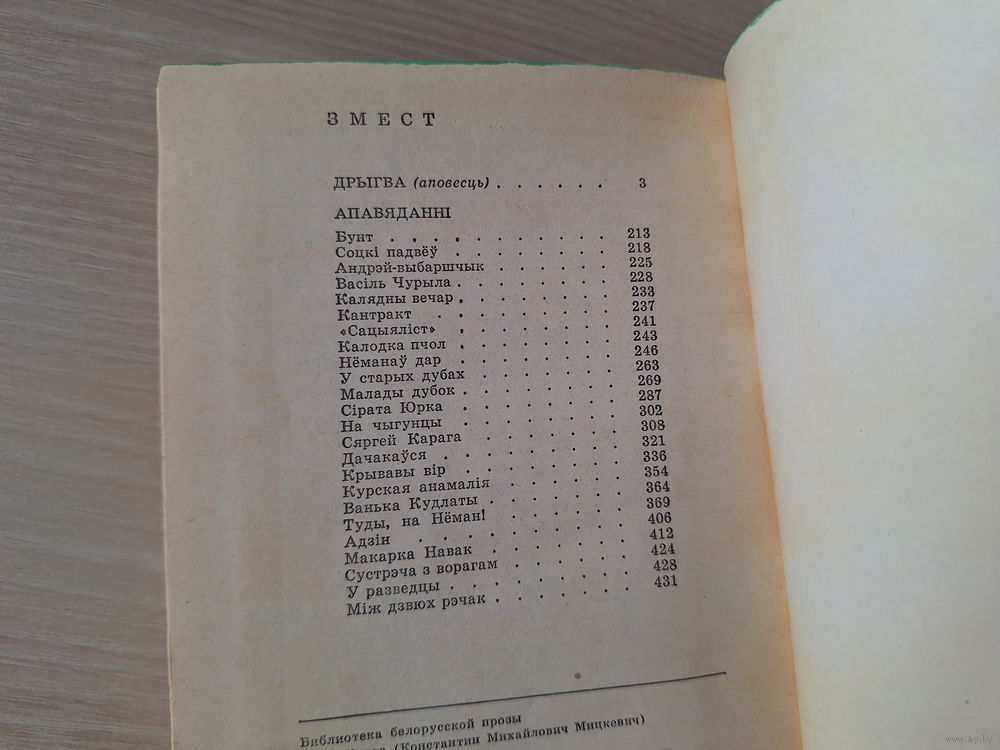 ЗМЕСТ
ДРЫГВА (аповесць) . . . . . . 3
АПАВЯДАННІ
Бунт . . . . . . . . . . 213
Соцкі падвёў . . . . . . . 218
Андрэй-выбаршчык . . . . . . 225
Васіль Чурыла . . . . . . . 228
Калядны вечар . . . . . . . 233
Кантракт . . . . . . . . 237
«Сацыяліст» . . . . . . . 241
Калодка пчол . . . . . . . 243
Нёманаў дар . . . . . . . 246
У старых дубах . . . . . . . 263
Малады дубок . . . . . . . 269
Сірата Юрка . . . . . . . 287
На чыгунцы . . . . . . . 302
Сяргей Карага . . . . . . 308
Дачакаўся . . . . . . . . 321
Крывавы вір . . . . . . . 336
Курская анамалія . . . . . . 354
Ванька Кудлаты . . . . . . 364
Туды, на Нёман! . . . . . . 369
Адзін . . . . . . . . 406
Макарка Навак . . . . . . 412
Сустрэча з ворагам . . . . . . 424
У разведцы . . . . . . . . 428
Між дзвюх рэчак . . . . . . 431
Библиотека белорусской прозы
(Константин Михайлович Мицкевич)
www.ay.by